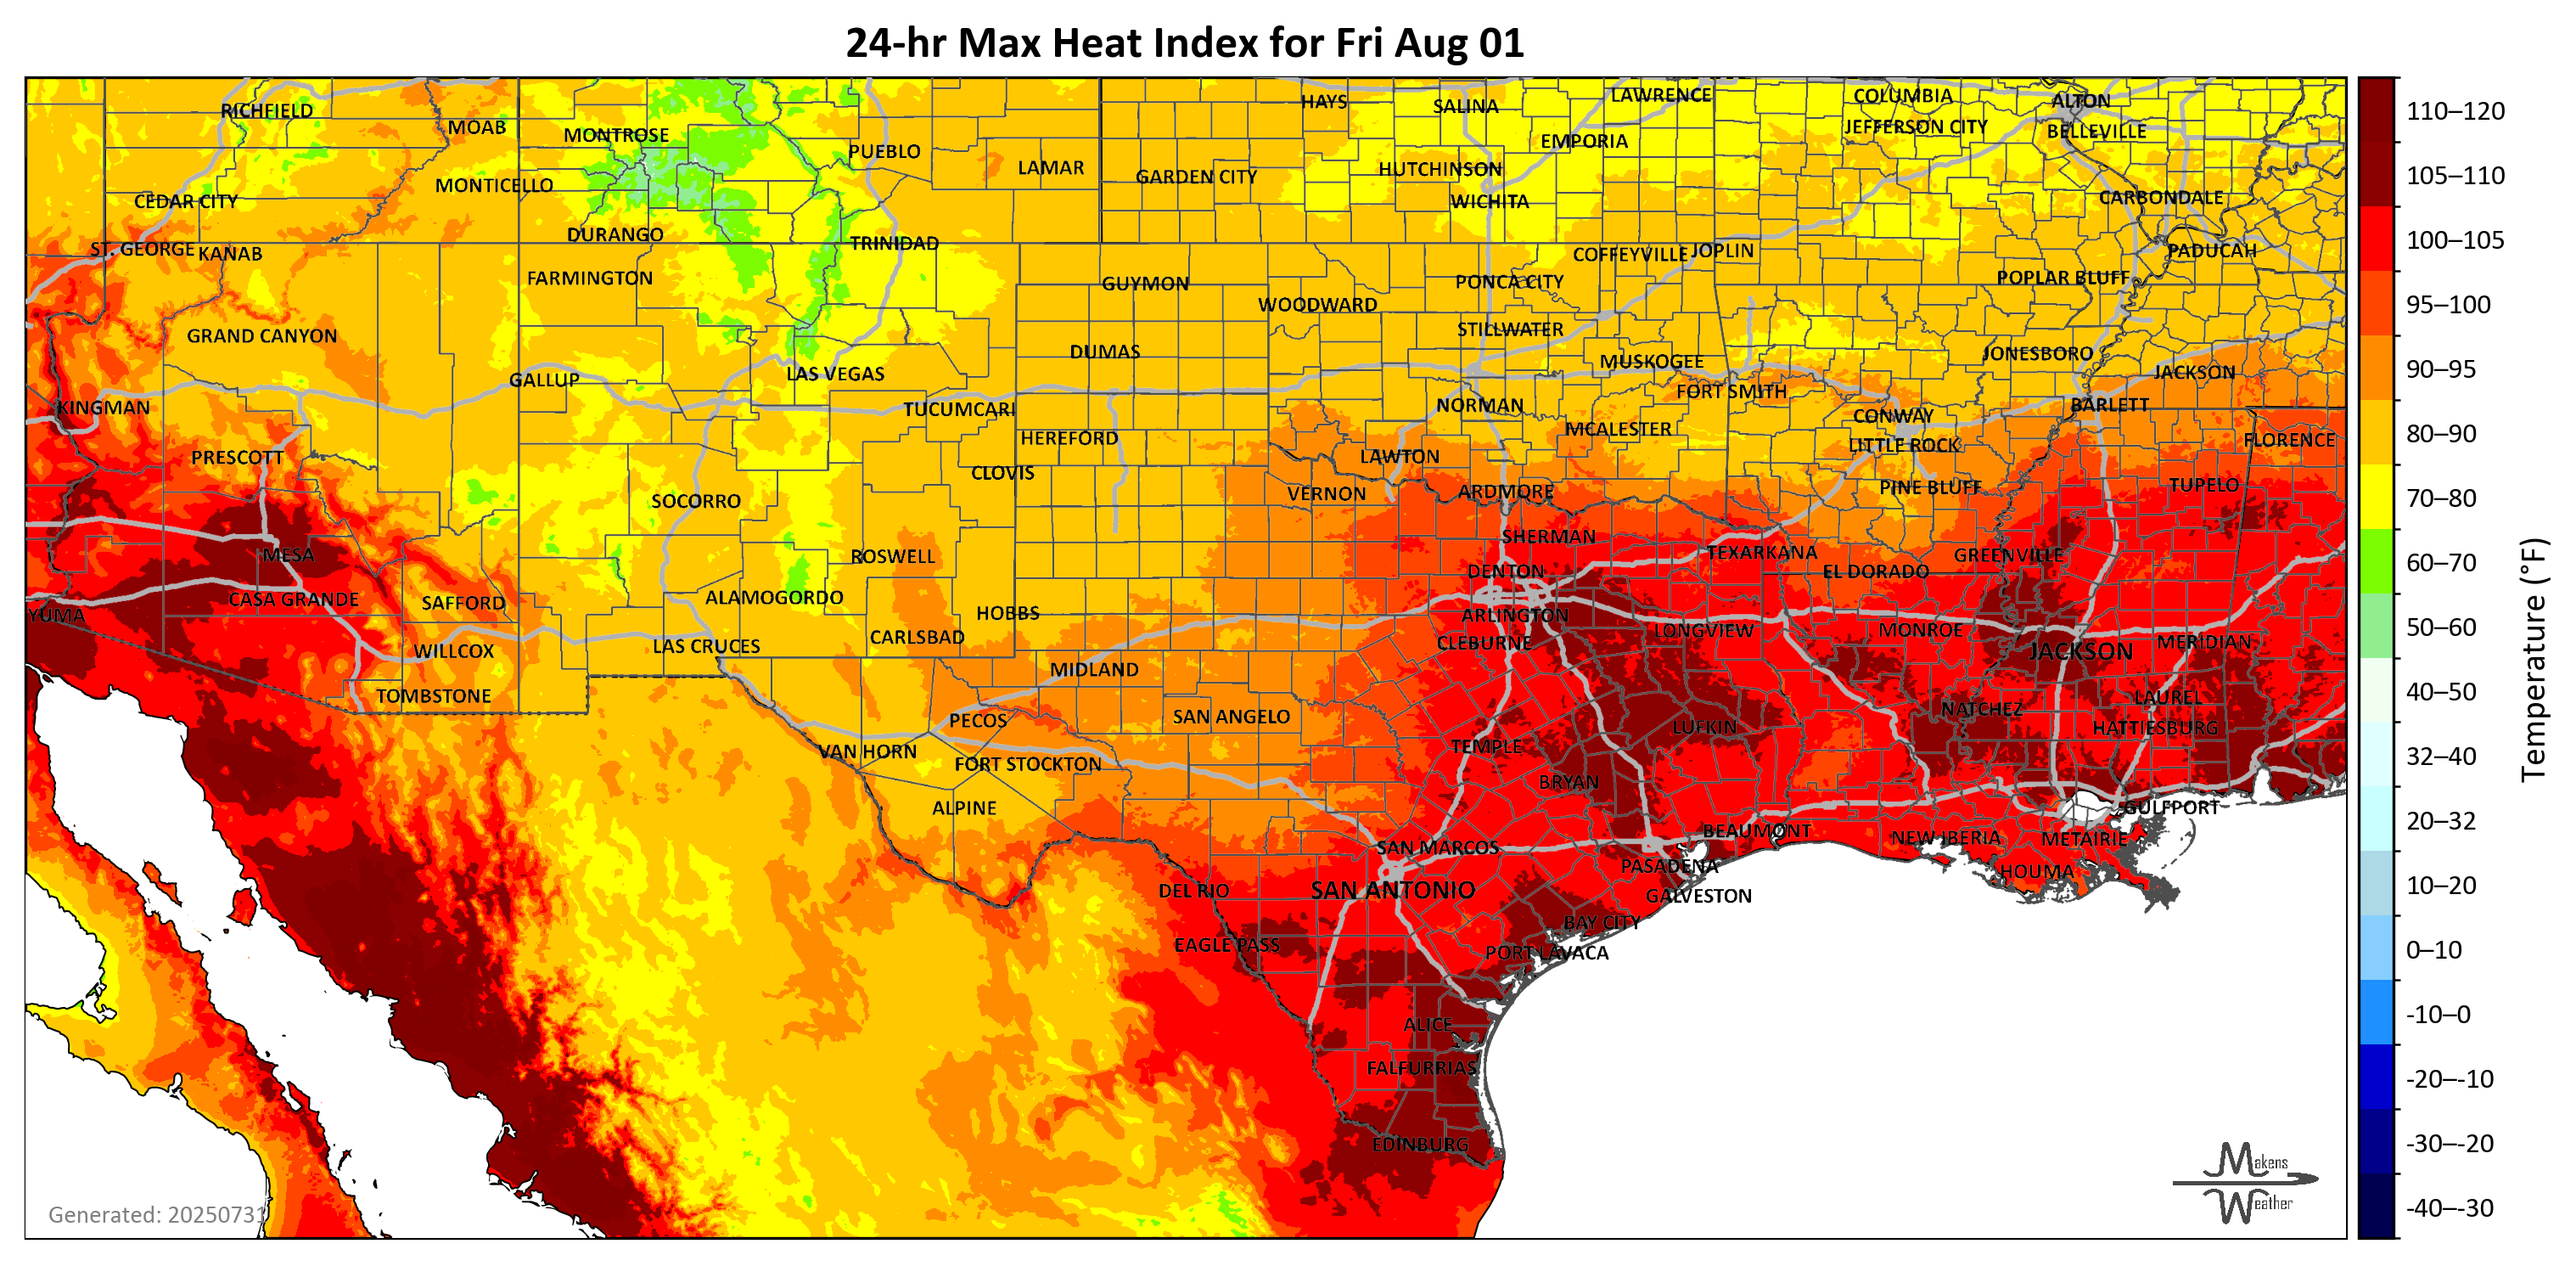 24-hr Max Heat Index for Fri Aug 01
RICHFIELD
MOAB
MONTROSE
PUEBLO
LAMAR
HAYS
SALINA
LAWRENCE
COLUMBIA
ALTON
EMPORIA
JEFFERSON CITY
BELLEVILLE
CEDAR CITY
MONTICELLO
GARDEN CITY
HUTCHINSON
WICHITA
CARBONDALE
ST. GEORGE
KANAB
DURANGO
TRINIDAD
COFFEYVILLE
JOPLIN
PADUCAH
FARMINGTON
GUYMON
PONCA CITY
POPLAR BLUFF
WOODWARD
GRAND CANYON
STILLWATER
DUMAS
MUSKOGEE
JONESBORO
GALLUP
LAS VEGAS
FORT SMITH
JACKSON
KINGMAN
TUCUMCARI
NORMAN
CONWAY
BARLETT
HEREFORD
MCALESTER
LITTLE ROCK
FLORENCE
PRESCOTT
CLOVIS
LAWTON
SOCORRO
VERNON
ARDMORE
PINE BLUFF
TUPELO
MESA
ROSWELL
SHERMAN
TEXARKANA
GREENVILLE
DENTON
EL DORADO
YUMA
CASA GRANDE
SAFFORD
ALAMOGORDO
HOBBS
ARLINGTON
WILLCOX
LAS CRUCES
CARLSBAD
CLEBURNE
LONGVIEW
MONROE
JACKSON
MERIDIAN
MIDLAND
TOMBSTONE
LAUREL
PECOS
SAN ANGELO
NATCHEZ
LUFKIN
HATTIESBURG
VAN HORN
FORT STOCKTON
TEMPLE
BRYAN
ALPINE
GULFPORT
SAN MARCOS
BEAUMONT
NEW IBERIA
METAIRIE
PASADENA
HOUMA
DEL RIO
SAN ANTONIO
GALVESTON
BAY CITY
EAGLE PASS
PORT LAVACA
ALICE
FALFURRIAS
EDINBURG
Generated: 20250731
Makens
Weather
110–120
105–110
100–105
95–100
90–95
80–90
70–80
60–70
50–60
40–50
32–40
20–32
10–20
0–10
-10–0
-20–-10
-30–-20
-40–-30
Temperature (°F)